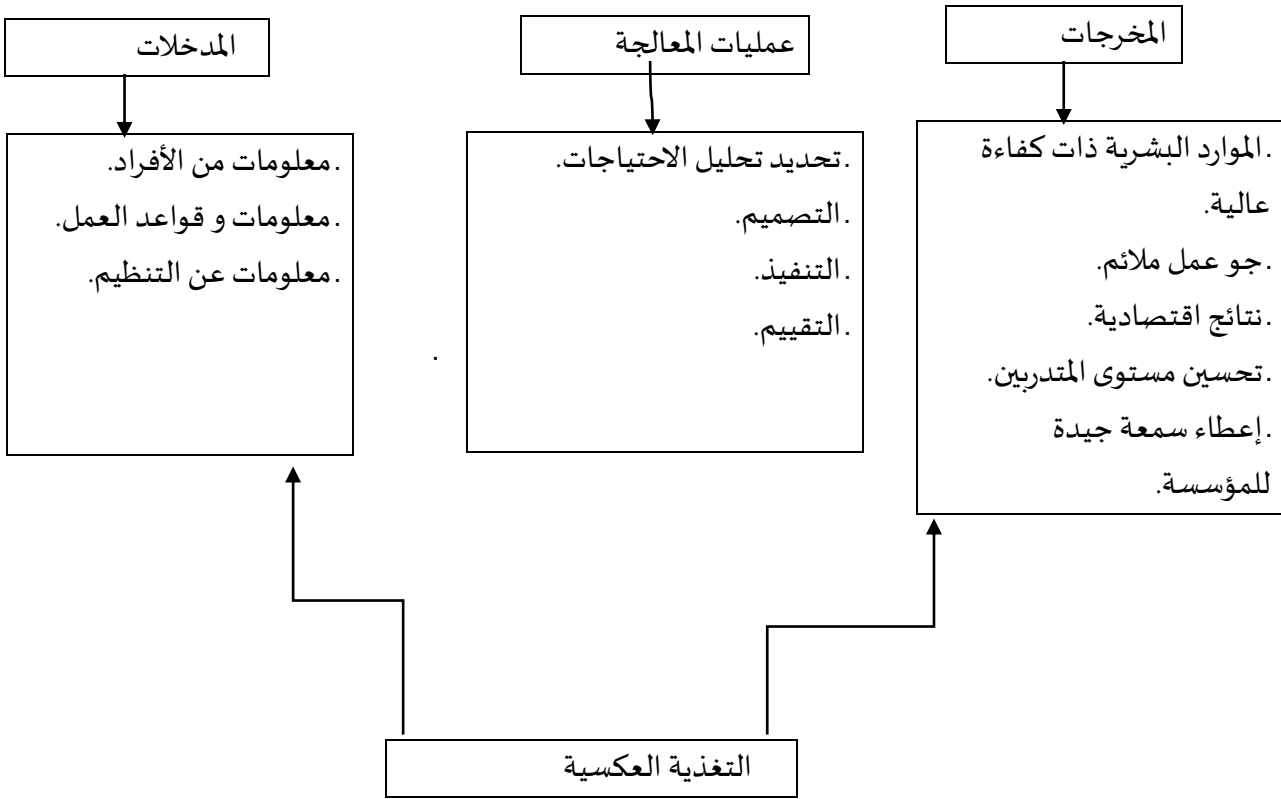 المدخلات
.معلومات من الأفراد.
.معلومات و قواعد العمل.
.معلومات عن التنظيم.
عمليات المعالجة
.تحديد تحليل الاحتياجات.
.التصميم.
.التنفيذ.
.التقييم.
.
المخرجات
.الموارد البشرية ذات كفاءة
عالية.
.جو عمل ملائم.
.نتائج اقتصادية.
.تحسين مستوى المتدربين.
.إعطاء سمعة جيدة
للمؤسسة.
التغذية العكسية